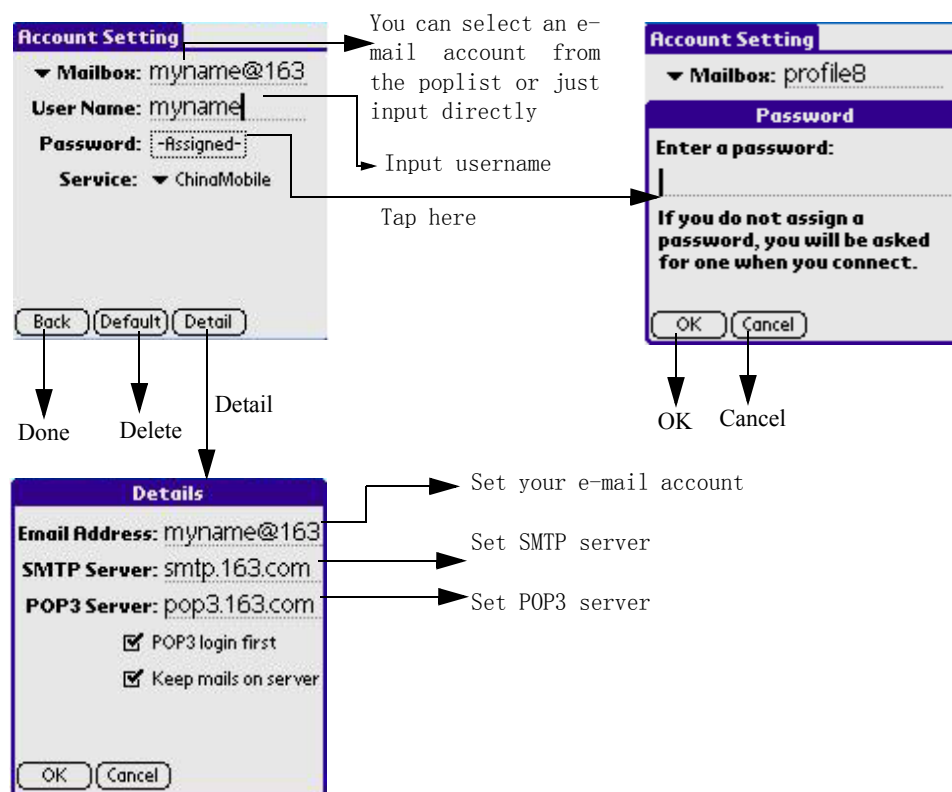 Account Setting
Mailbox: myname@163
User Name: myname
Password: -Assigned-
Service: ChinaMobile
Back Default Detail
You can select an e-
mail account from
the poplist or just
input directly
Input username
Tap here
Account Setting
Mailbox: profile8
Password
Enter a password:
If you do not assign a
password, you will be asked
for one when you connect.
OK Cancel
Done
Delete
Detail
OK
Cancel
Details
Email Address: myname@163
SMTP Server: smtp.163.com
POP3 Server: pop3.163.com
POP3 login first
Keep mails on server
OK Cancel
Set your e-mail account
Set SMTP server
Set POP3 server